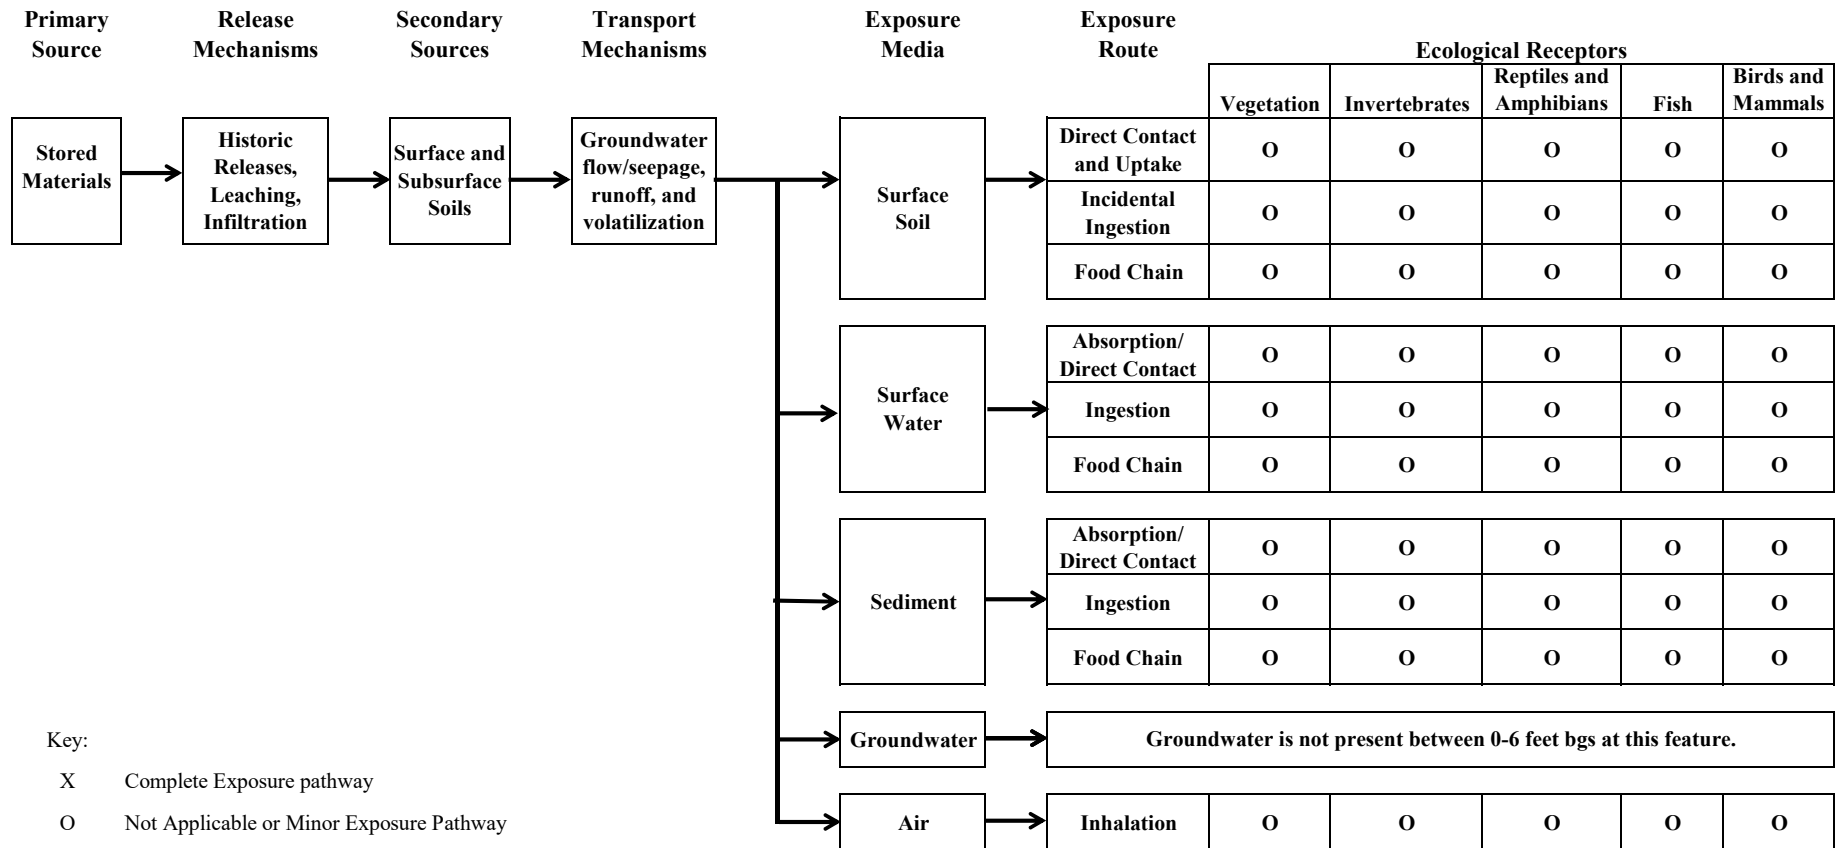 Primary Source
Release Mechanisms
Secondary Sources
Transport Mechanisms
Exposure Media
Exposure Route
Ecological Receptors
Vegetation
Invertebrates
Reptiles and
Amphibians
Fish
Birds and
Mammals
Stored
Materials
Historic
Releases,
Leaching,
Infiltration
Surface and
Subsurface
Soils
Groundwater
flow/seepage,
runoff, and
volatilization
Surface
Soil
Direct Contact
and Uptake
O O O O O
Incidental
Ingestion
O O O O O
Food Chain O O O O O
Surface
Water
Absorption/
Direct Contact
O O O O O
Ingestion O O O O O
Food Chain O O O O O
Sediment
Absorption/
Direct Contact
O O O O O
Ingestion O O O O O
Food Chain O O O O O
Groundwater
Groundwater is not present between 0-6 feet bgs at this feature.
Air
Inhalation O O O O O
Key:
X Complete Exposure pathway
O Not Applicable or Minor Exposure Pathway